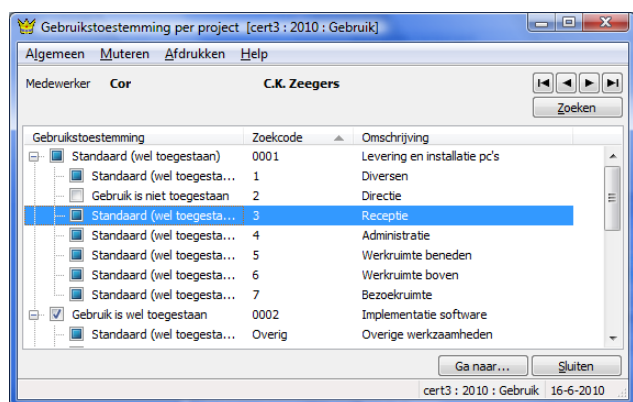 Gebruikstoestemming per project [cert3 : 2010 : Gebruik]
Algemeen Muteren Afdrukken Help
Medewerker Cor C.K. Zeegers
Zoeken
Gebruikstoestemming Zoekcode Omschrijving
Standaard (wel toegestaan) 0001 Levering en installatie pc's
Standaard (wel toegesta... 1 Diversen
Gebruik is niet toegestaan 2 Directie
Standaard (wel toegesta... 3 Receptie
Standaard (wel toegesta... 4 Administratie
Standaard (wel toegesta... 5 Werkruimte beneden
Standaard (wel toegesta... 6 Werkruimte boven
Standaard (wel toegesta... 7 Bezoekruimte
Gebruik is wel toegestaan 0002 Implementatie software
Standaard (wel toegesta... Overig Overige werkzaamheden
Ga naar... Sluiten
cert3 : 2010 : Gebruik 16-6-2010